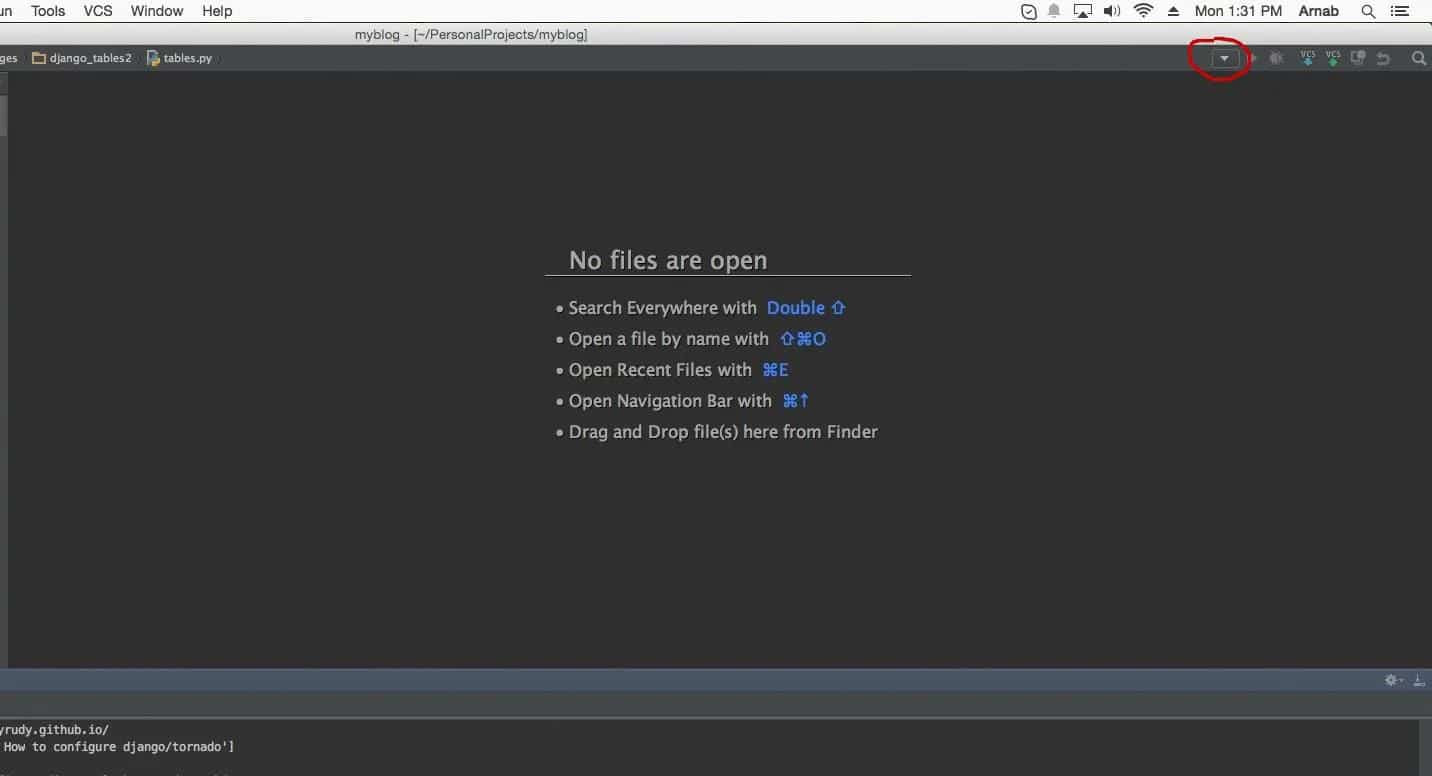 Tools VCS Window Help Mon 1:31 PM Arnab
myblog - [~/PersonalProjects/myblog]
ges django_tables2 tables.py VCS VCS
No files are open
• Search Everywhere with Double ⇧
• Open a file by name with ⇧⌘O
• Open Recent Files with ⌘E
• Open Navigation Bar with ⌘↑
• Drag and Drop file(s) here from Finder
yrudy.github.io/
How to configure django/tornado']